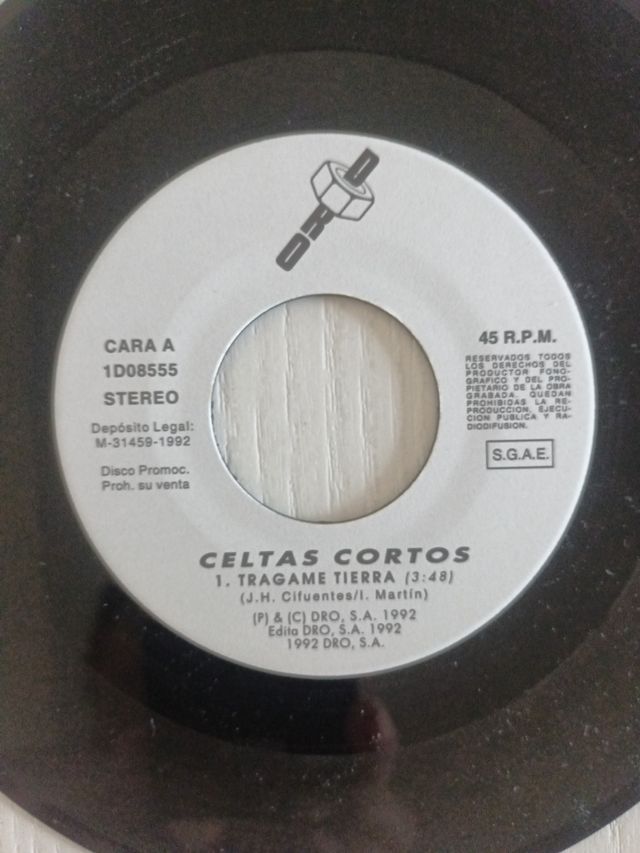 DRO
CARA A
1D08555
STEREO
Depósito Legal:
M-31459-1992
Disco Promoc.
Proh. su venta
45 R.P.M.
RESERVADOS TODOS
LOS DERECHOS DEL
PRODUCTOR FONO-
GRAFICO Y DEL PRO-
PIETARIO DE LA OBRA
GRABADA. QUEDAN
PROHIBIDAS LA RE-
PRODUCCION, EJECU-
CION PUBLICA Y RA-
DIODIFUSION.
S.G.A.E.
CELTAS CORTOS
1. TRAGAME TIERRA (3:48)
(J.H. Cifuentes/I. Martín)
(P) & (C) DRO, S.A. 1992
Edita DRO, S.A. 1992
1992 DRO, S.A.